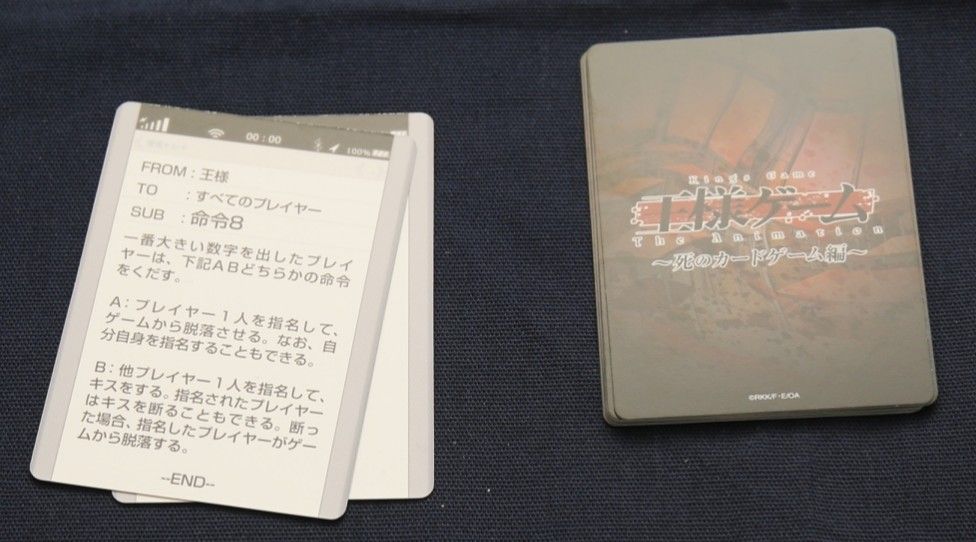 00:00
100%
FROM：王様
TO　：すべてのプレイヤー
SUB　：命令8
一番大きい数字を出したプレイ
ヤーは、下記ABどちらかの命令
をくだす。
A：プレイヤー1人を指名して、
ゲームから脱落させる。なお、自
分自身を指名することもできる。
B：他プレイヤー1人を指名して、
キスをする。指名されたプレイヤー
はキスを断ることもできる。断っ
た場合、指名したプレイヤーがゲー
ムから脱落する。
--END--
Kings Game
王様ゲーム
The Animation
～死のカードゲーム編～
©RKK/F・E/OA